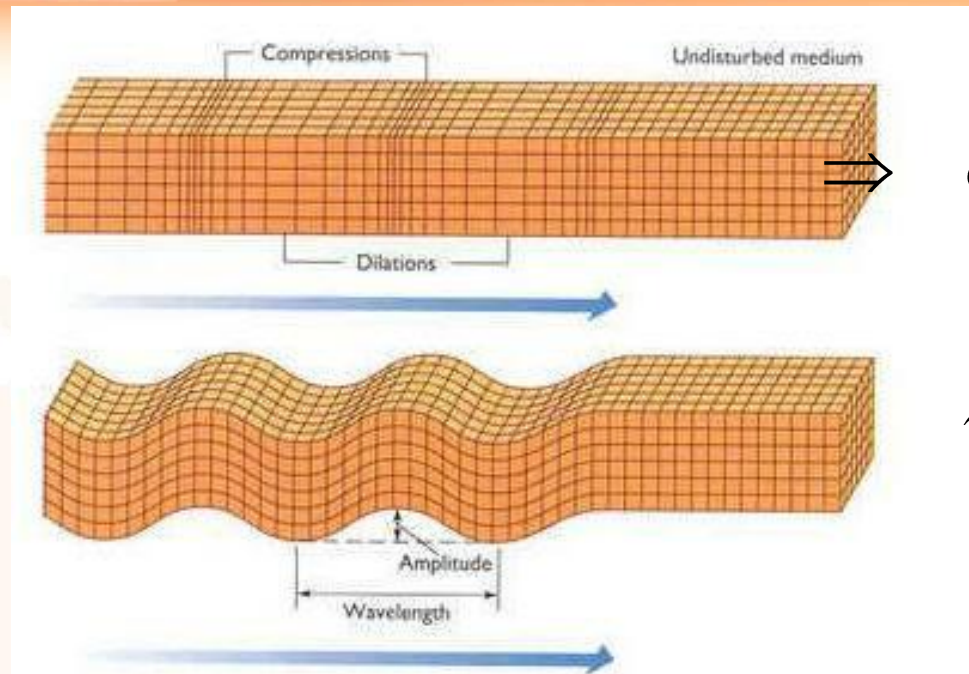 Compressions
Undisturbed medium
Dilations
Amplitude
Wavelength